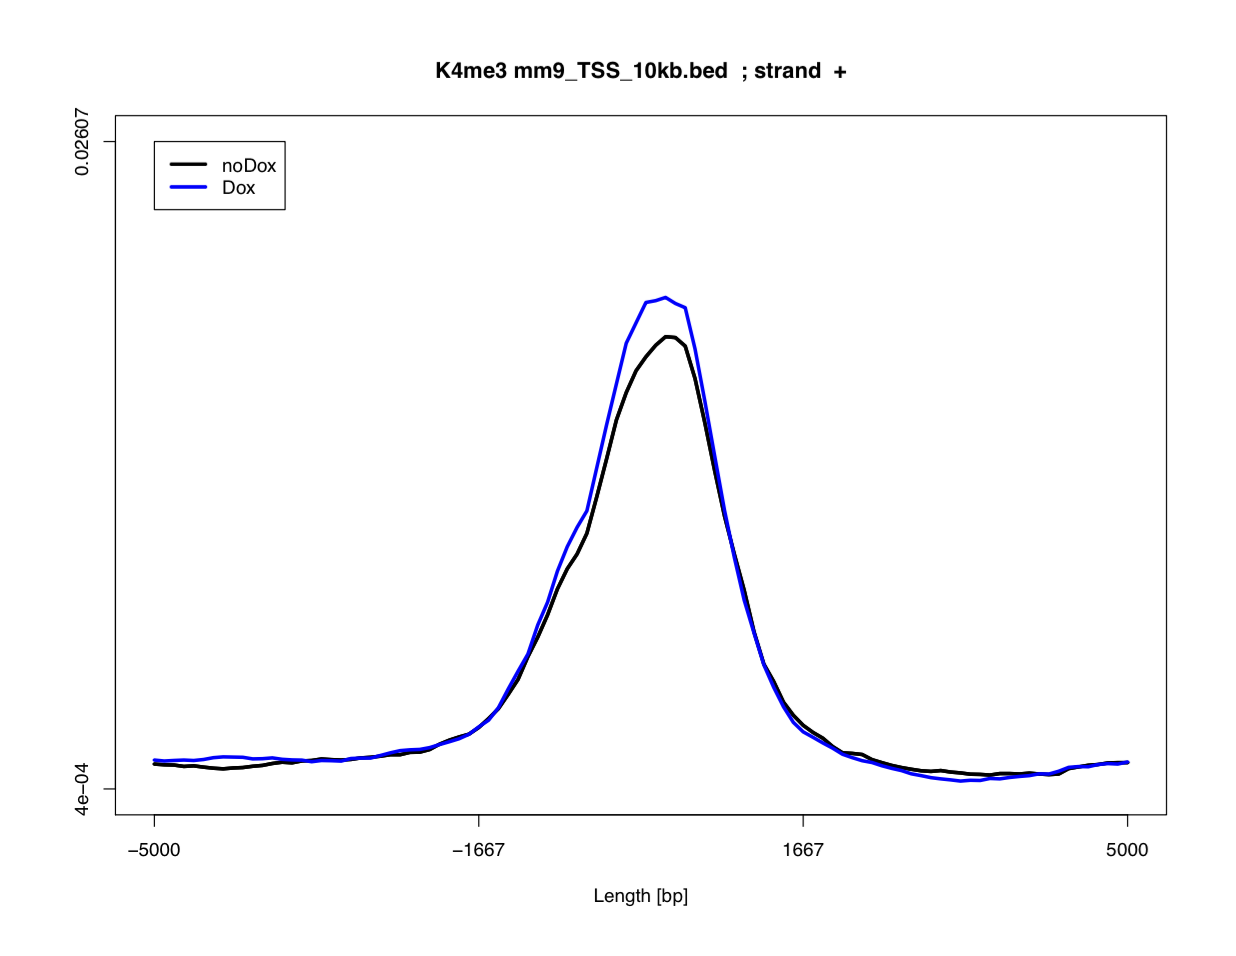 K4me3 mm9_TSS_10kb.bed  ; strand  +
0.02607
noDox
Dox
4e−04
−5000
−1667
1667
5000
Length [bp]